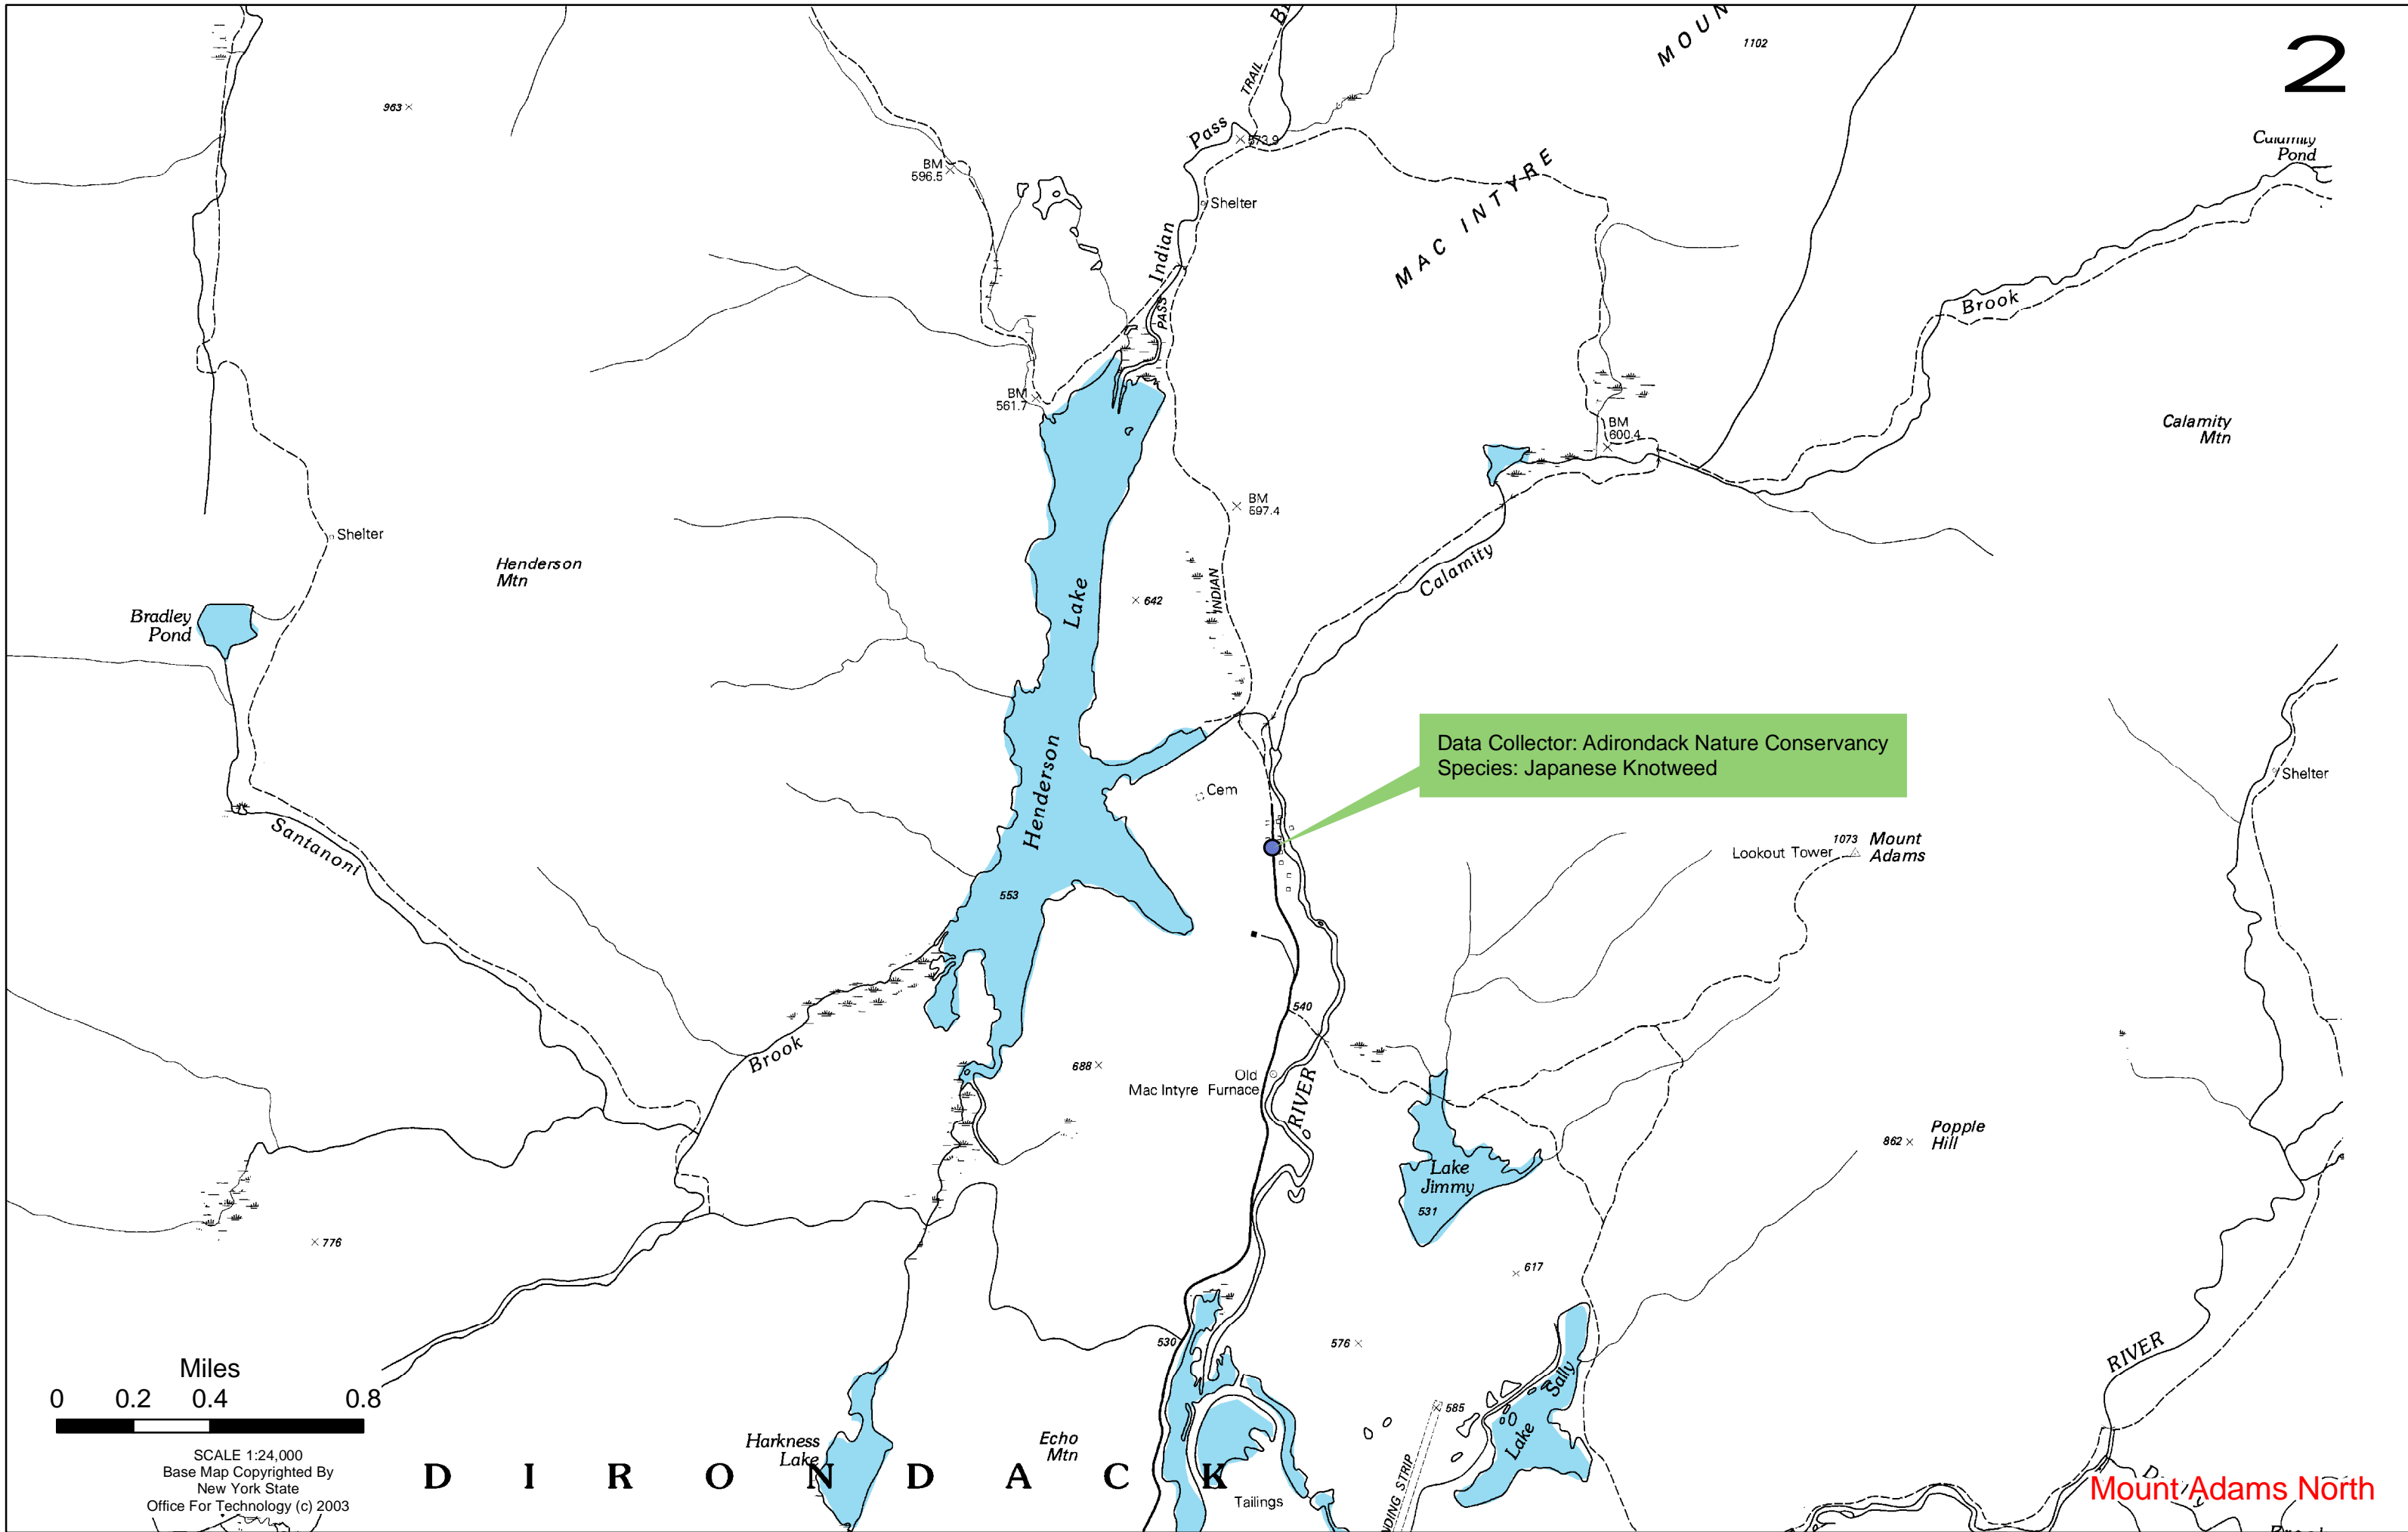 2
MOUN
1102
TRAIL
963
Pass
573.9
Pond
BM
596.5
MAC INTYRE
Shelter
Indian
PASS
Brook
BM
561.7
Calamity
Mtn
BM
600.4
BM
597.4
Shelter
Henderson
Mtn
Calamity
INDIAN
Lake
642
Bradley
Pond
Data Collector: Adirondack Nature Conservancy
Species: Japanese Knotweed
Henderson
Shelter
Cem
1073 Mount
Adams
Lookout Tower
Santanoni
553
540
Brook
688
Old
Mac Intyre Furnace
RIVER
862
Popple
Hill
Lake
Jimmy
531
776
617
530
576
RIVER
Miles
0 0.2 0.4 0.8
Sally
Lake
585
SCALE 1:24,000
Base Map Copyrighted By
New York State
Office For Technology (c) 2003
Harkness
Lake
Echo
Mtn
D I R O N D A C K
Tailings
NDING STRIP
Mount Adams North